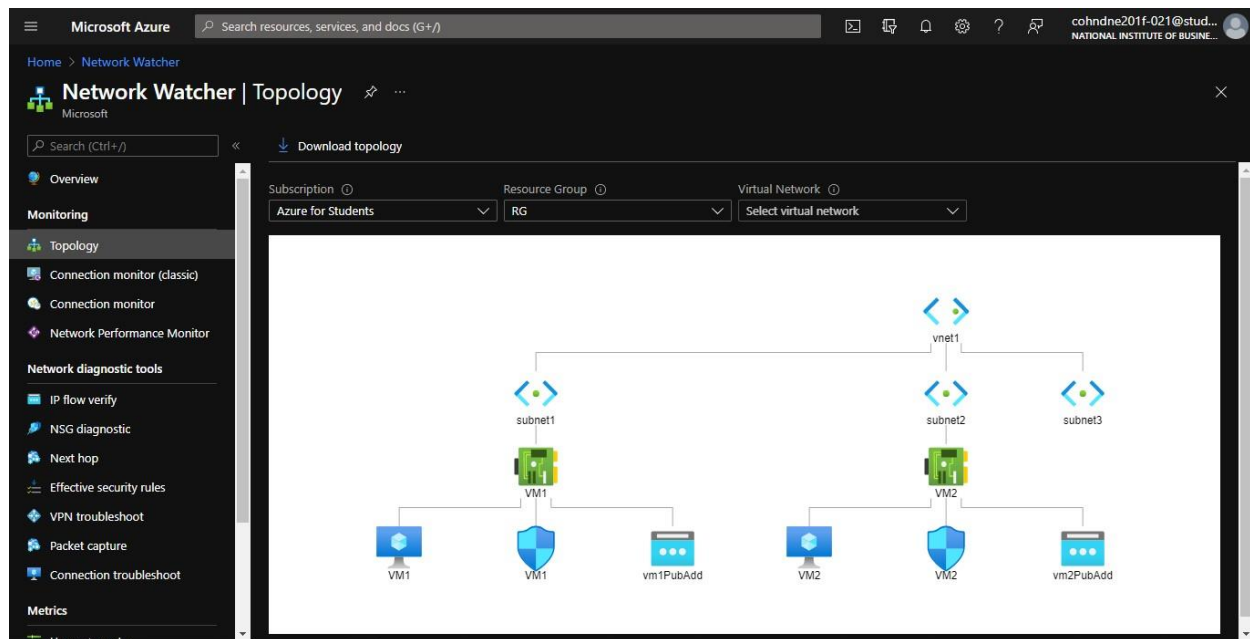 Microsoft Azure
Search resources, services, and docs (G+/)
cohndne201f-021@stud...
NATIONAL INSTITUTE OF BUSINE...
Home > Network Watcher
Network Watcher | Topology
Microsoft
Search (Ctrl+/)
Download topology
Overview
Subscription
Resource Group
Virtual Network
Azure for Students
RG
Select virtual network
Monitoring
Topology
Connection monitor (classic)
Connection monitor
Network Performance Monitor
Network diagnostic tools
IP flow verify
NSG diagnostic
Next hop
Effective security rules
VPN troubleshoot
Packet capture
Connection troubleshoot
Metrics
vnet1
subnet1
subnet2
subnet3
VM1
VM2
VM1
VM1
vm1PubAdd
VM2
VM2
vm2PubAdd